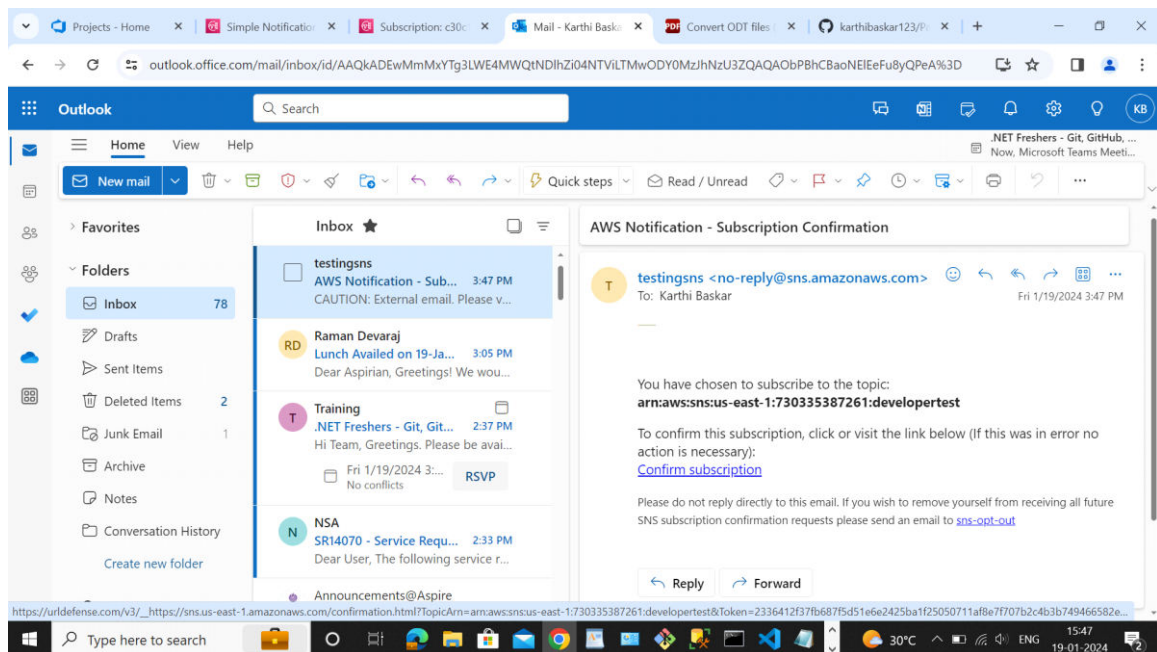 Projects - Home
Simple Notificatio
Subscription: c30c
Mail - Karthi Baska
Convert ODT files
karthibaskar123/Pr
outlook.office.com/mail/inbox/id/AAQkADEwMmMxYTg3LWE4MWQtNDlhZi04NTViLTMwODY0MzJhNzU3ZQAQAObPBhCBaoNElEeFu8yQPeA%3D
Outlook
Search
KB
Home View Help
.NET Freshers - Git, GitHub, ...
Now, Microsoft Teams Meeti...
New mail
Quick steps
Read / Unread
Favorites
Folders
Inbox 78
Drafts
Sent Items
Deleted Items 2
Junk Email 1
Archive
Notes
Conversation History
Create new folder
Inbox
testingsns
AWS Notification - Sub... 3:47 PM
CAUTION: External email. Please v...
RD
Raman Devaraj
Lunch Availed on 19-Ja... 3:05 PM
Dear Aspirian, Greetings! We wou...
T
Training
.NET Freshers - Git, Git... 2:37 PM
Hi Team, Greetings. Please be avai...
Fri 1/19/2024 3:...
No conflicts
RSVP
N
NSA
SR14070 - Service Requ... 2:33 PM
Dear User, The following service r...
Announcements@Aspire
AWS Notification - Subscription Confirmation
T
testingsns <no-reply@sns.amazonaws.com>
To: Karthi Baskar
Fri 1/19/2024 3:47 PM
You have chosen to subscribe to the topic:
arn:aws:sns:us-east-1:730335387261:developertest
To confirm this subscription, click or visit the link below (If this was in error no
action is necessary):
Confirm subscription
Please do not reply directly to this email. If you wish to remove yourself from receiving all future
SNS subscription confirmation requests please send an email to sns-opt-out
Reply
Forward
https://urldefense.com/v3/__https://sns.us-east-1.amazonaws.com/confirmation.html?TopicArn=arn:aws:sns:us-east-1:730335387261:developertest&Token=2336412f37fb687f5d51e6e2425ba1f25050711af8e7f707b2c4b3b749466582e...
Type here to search
30°C
ENG
15:47
19-01-2024
2